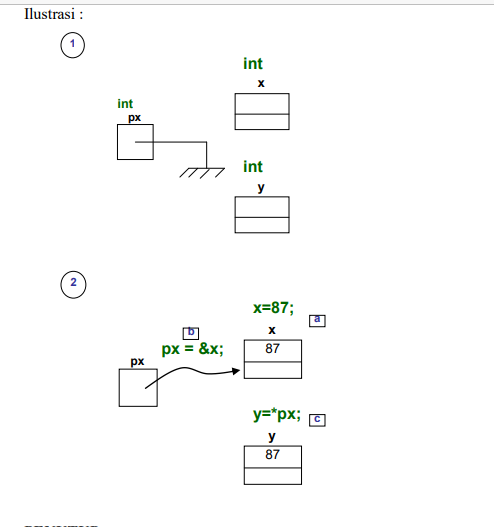 Ilustrasi :
1
int
x
int
px
int
y
2
x=87;
a
b
x
px = &x;
87
px
y=*px;
c
y
87